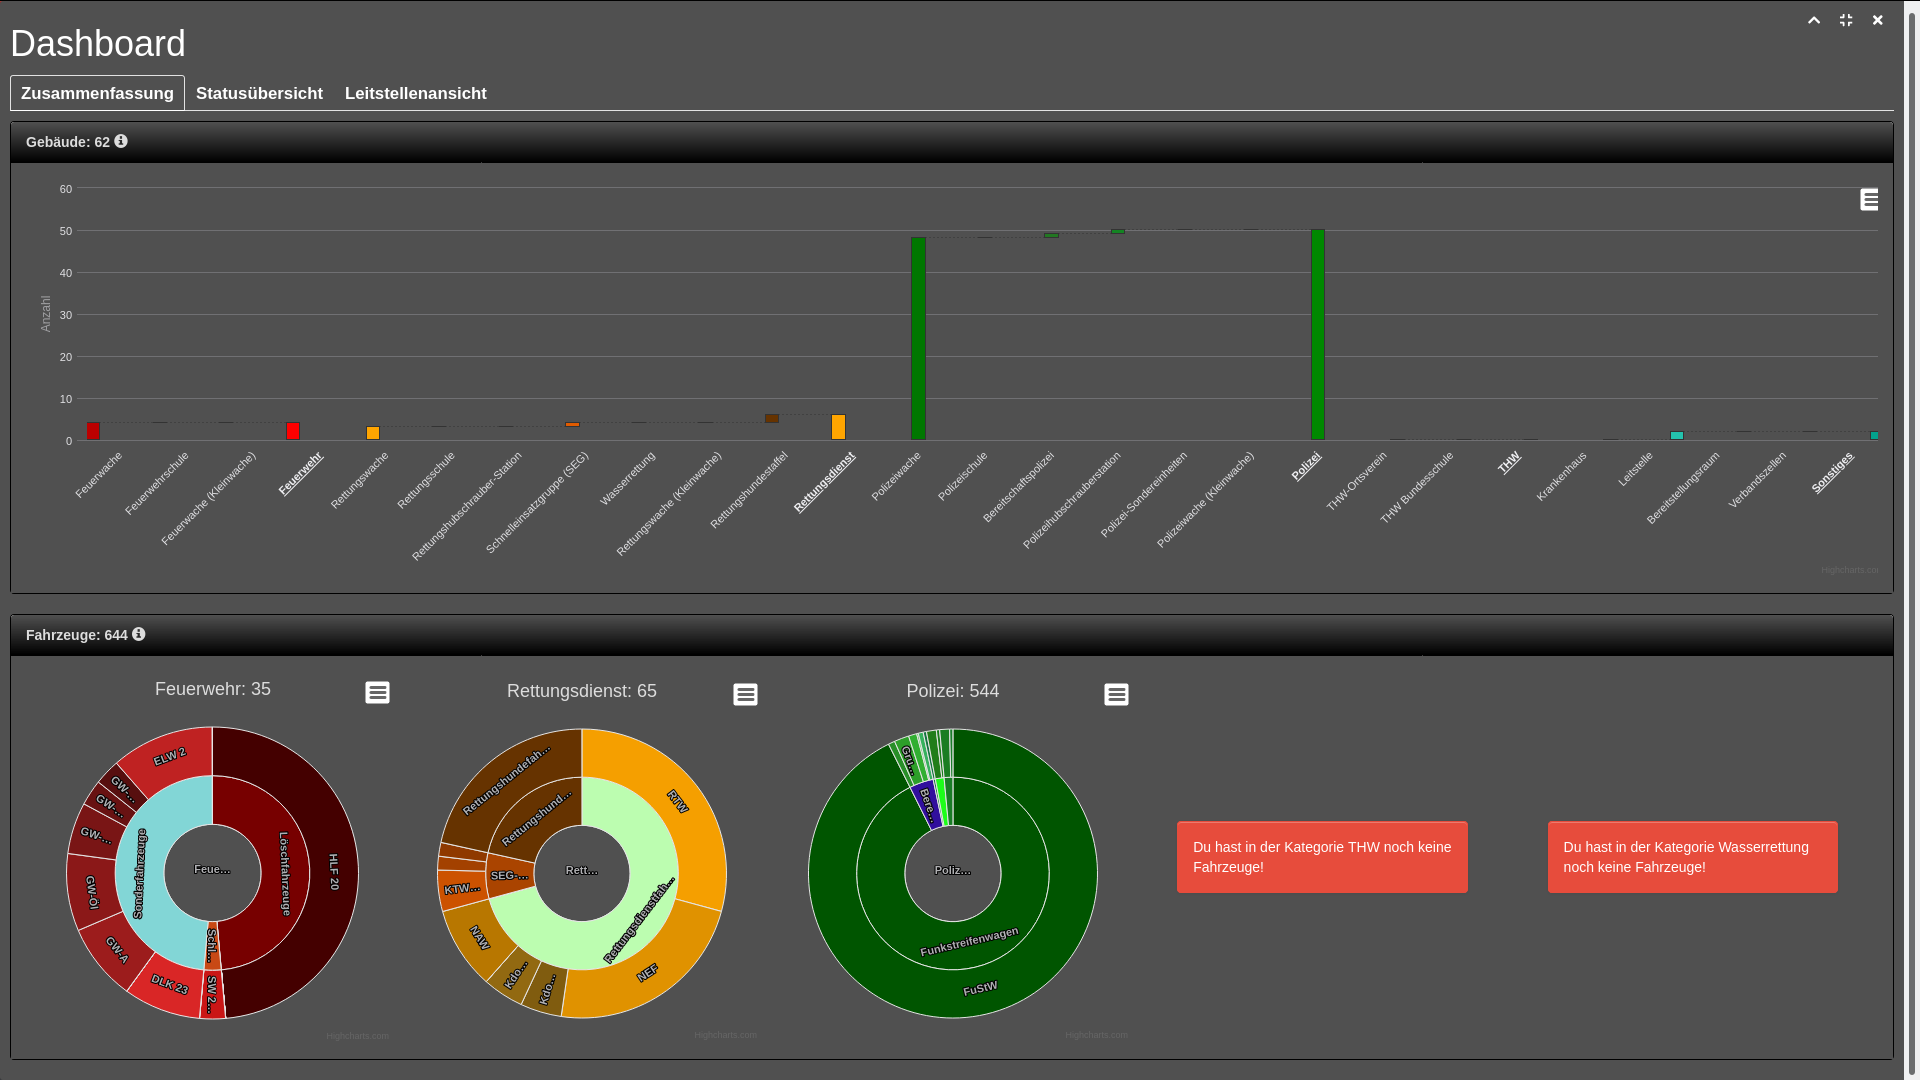 Dashboard
Zusammenfassung Statusübersicht Leitstellenansicht
Gebäude: 62
60
50
40
30
20
10
0
Anzahl
Feuerwache
Feuerwehrschule
Feuerwache (Kleinwache)
Feuerwehr
Rettungswache
Rettungsschule
Rettungshubschrauber-Station
Schnelleinsatzgruppe (SEG)
Wasserrettung
Rettungswache (Kleinwache)
Rettungshundestaffel
Rettungsdienst
Polizeiwache
Polizeischule
Bereitschaftspolizei
Polizeihubschrauberstation
Polizei-Sondereinheiten
Polizeiwache (Kleinwache)
Polizei
THW-Ortsverein
THW Bundesschule
THW
Krankenhaus
Leitstelle
Bereitstellungsraum
Verbandszellen
Sonstiges
Highcharts.co
Fahrzeuge: 644
Feuerwehr: 35
Feue…
Löschfahrzeuge
Schl…
Sonderfahrzeuge
HLF 20
SW 2…
DLK 23
GW-A
GW-Öl
GW-…
GW-…
GW-…
ELW 2
Highcharts.com
Rettungsdienst: 65
Rett…
Rettungsdienstfah…
SEG-…
Rettungshund…
RTW
NEF
Kdo…
Kdo…
NAW
KTW…
Rettungshundefah…
Highcharts.com
Polizei: 544
Poliz…
Funkstreifenwagen
Bere…
FuStW
Gru…
Highcharts.com
Du hast in der Kategorie THW noch keine
Fahrzeuge!
Du hast in der Kategorie Wasserrettung
noch keine Fahrzeuge!